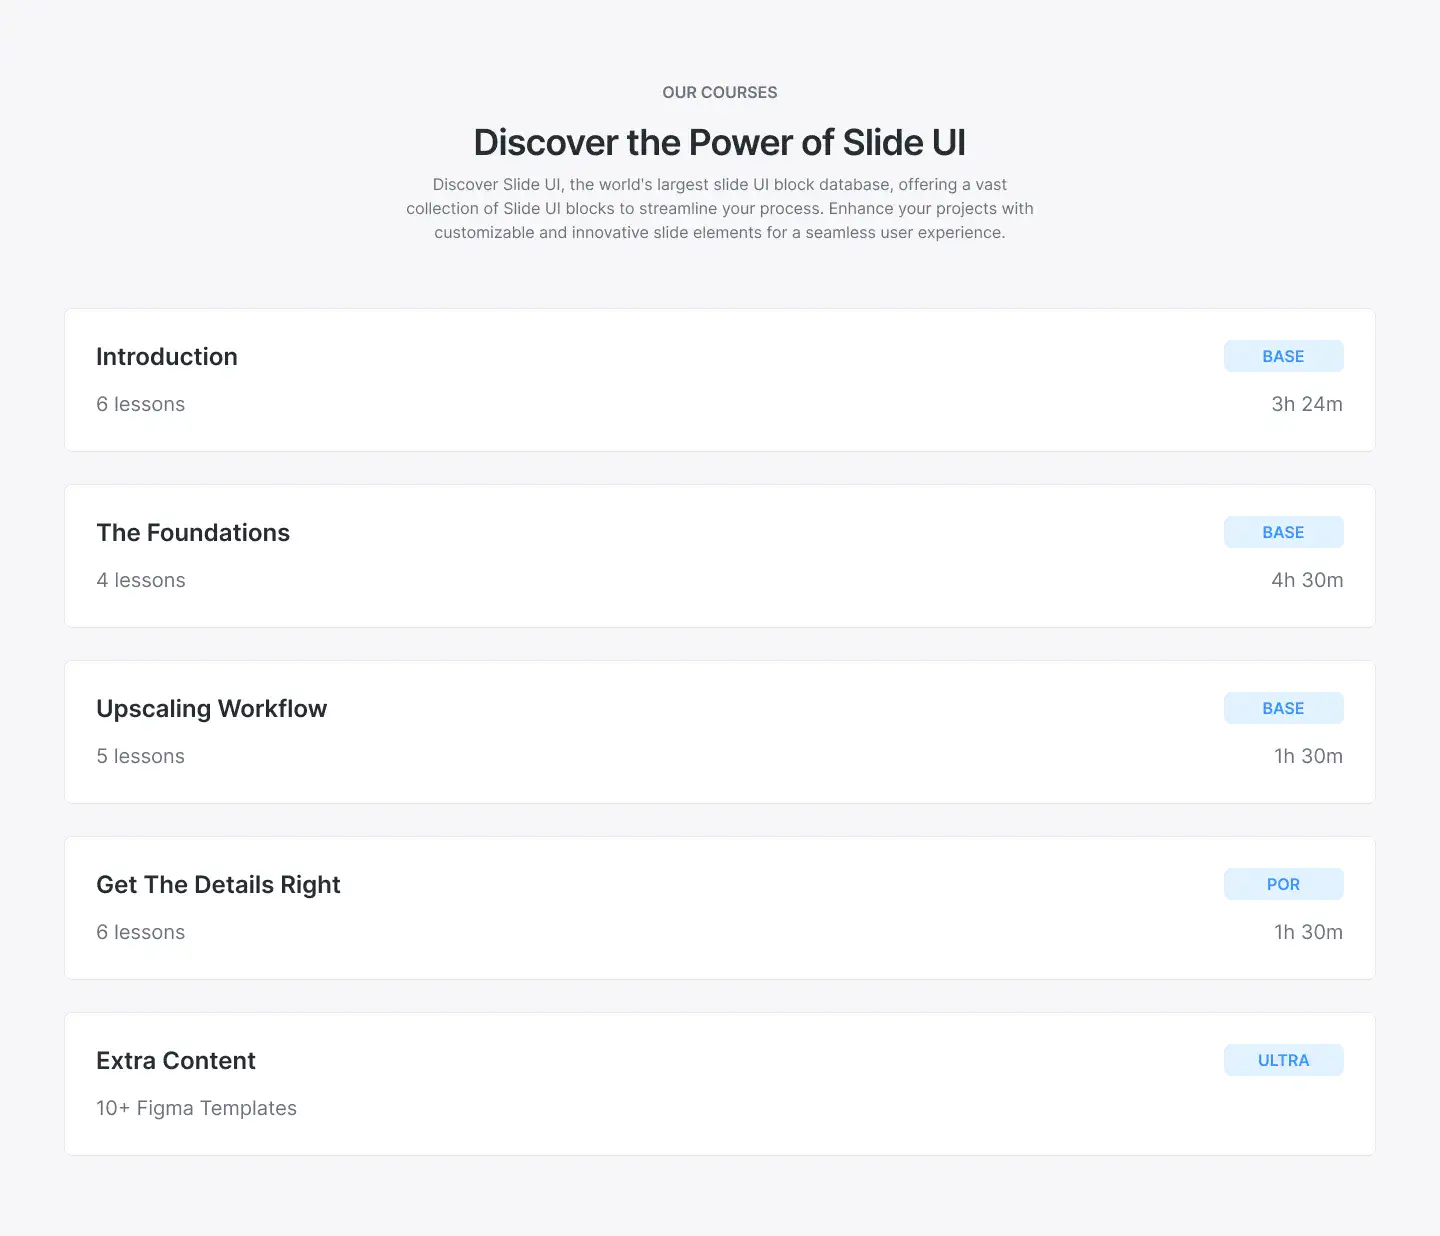 OUR COURSES
Discover the Power of Slide UI
Discover Slide UI, the world's largest slide UI block database, offering a vast
collection of Slide UI blocks to streamline your process. Enhance your projects with
customizable and innovative slide elements for a seamless user experience.
Introduction
BASE
6 lessons
3h 24m
The Foundations
BASE
4 lessons
4h 30m
Upscaling Workflow
BASE
5 lessons
1h 30m
Get The Details Right
POR
6 lessons
1h 30m
Extra Content
ULTRA
10+ Figma Templates